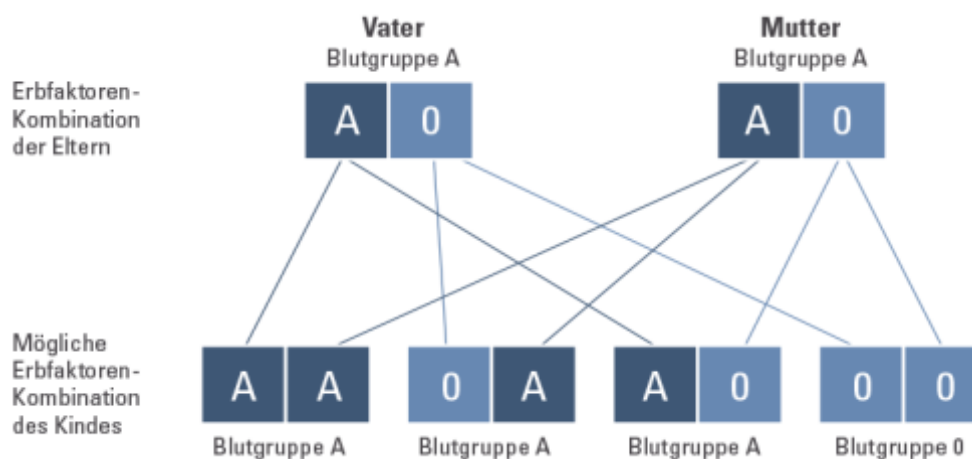 Vater
Mutter
Blutgruppe A
Blutgruppe A
Erbfaktoren-
Kombination
der Eltern
A 0
A 0
Mögliche
Erbfaktoren-
Kombination
des Kindes
A A
0 A
A 0
0 0
Blutgruppe A
Blutgruppe A
Blutgruppe A
Blutgruppe 0